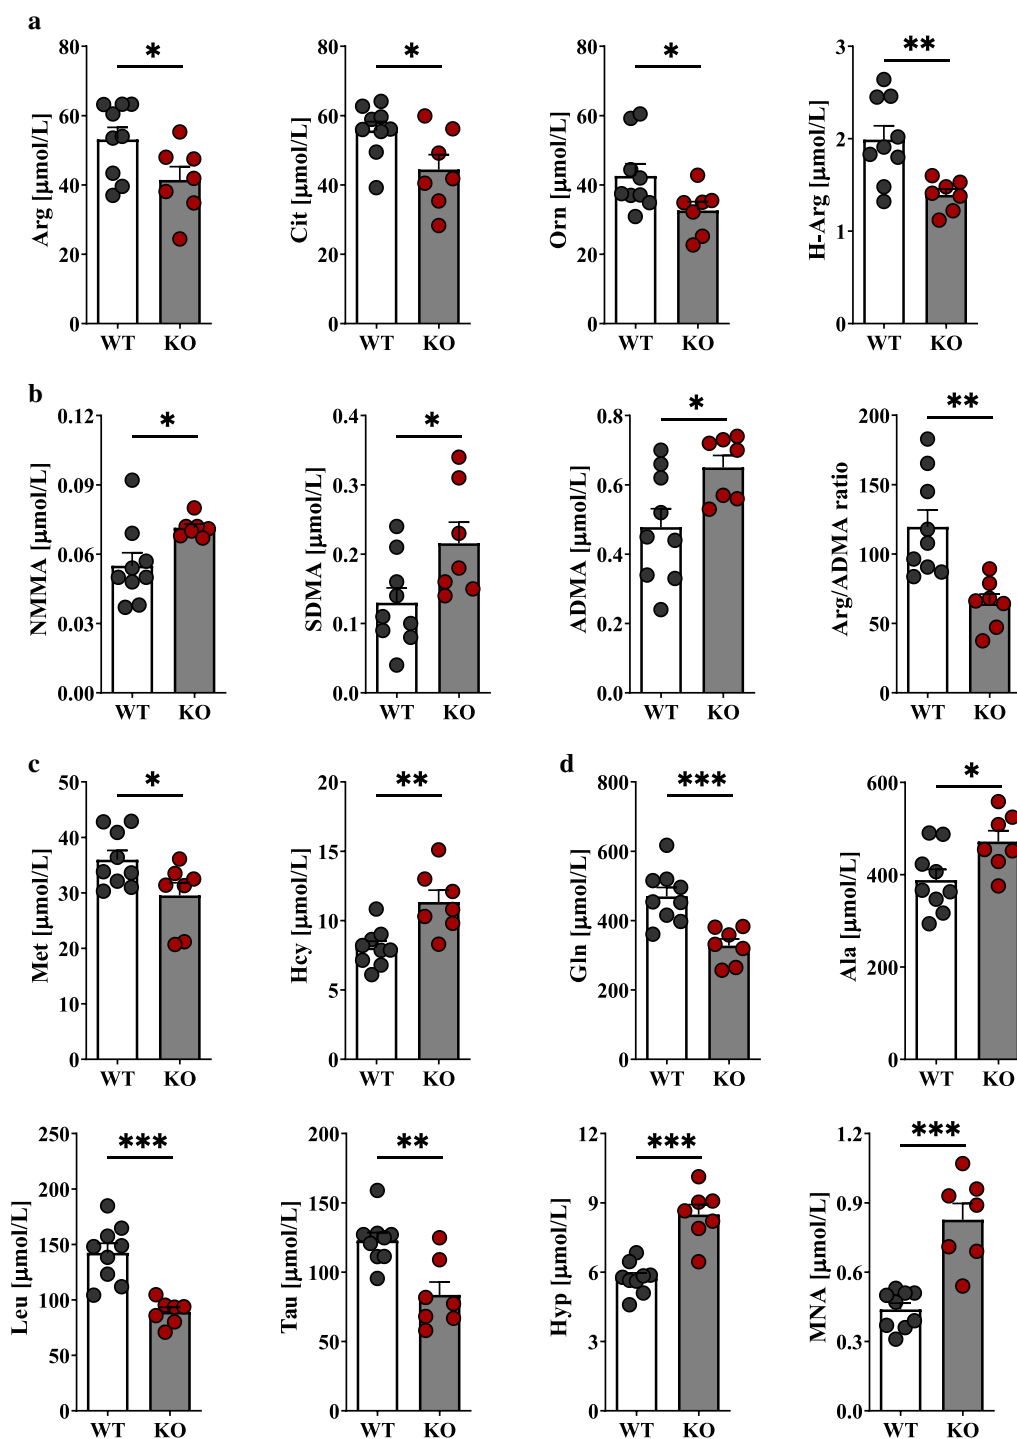 a
Arg [µmol/L]
80
60
40
20
0
*
WT KO
Cit [µmol/L]
80
60
40
20
0
*
WT KO
Orn [µmol/L]
80
60
40
20
0
*
WT KO
H-Arg [µmol/L]
3
2
1
0
**
WT KO
b
NMMA [µmol/L]
0.12
0.09
0.06
0.03
0.00
*
WT KO
SDMA [µmol/L]
0.4
0.3
0.2
0.1
0.0
*
WT KO
ADMA [µmol/L]
0.8
0.6
0.4
0.2
0.0
*
WT KO
Arg/ADMA ratio
200
150
100
50
0
**
WT KO
c
Met [µmol/L]
50
40
30
20
10
0
*
WT KO
Hcy [µmol/L]
20
15
10
5
0
**
WT KO
d
Gln [µmol/L]
800
600
400
200
0
***
WT KO
Ala [µmol/L]
600
400
200
0
*
WT KO
Leu [µmol/L]
250
200
150
100
50
0
***
WT KO
Tau [µmol/L]
200
150
100
50
0
**
WT KO
Hyp [µmol/L]
12
9
6
3
0
***
WT KO
MNA [µmol/L]
1.2
0.9
0.6
0.3
0.0
***
WT KO